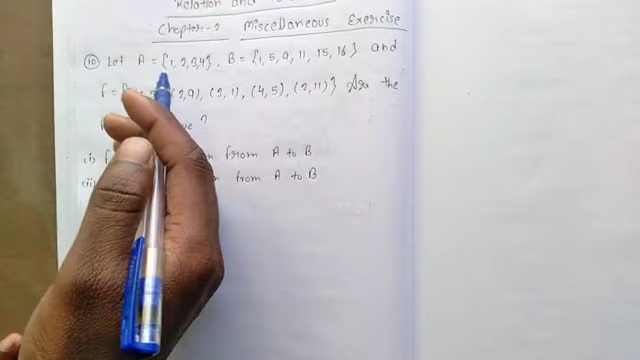 Relation and
Chapter-2 Miscellaneous Exercise
(10) Let A = {1, 2, 3, 4}, B = {1, 5, 9, 11, 15, 16} and
f = { (2, 9), (3, 1), (4, 5), (2, 11)} Are the
?
(i) f from A to B
(ii) from A to B